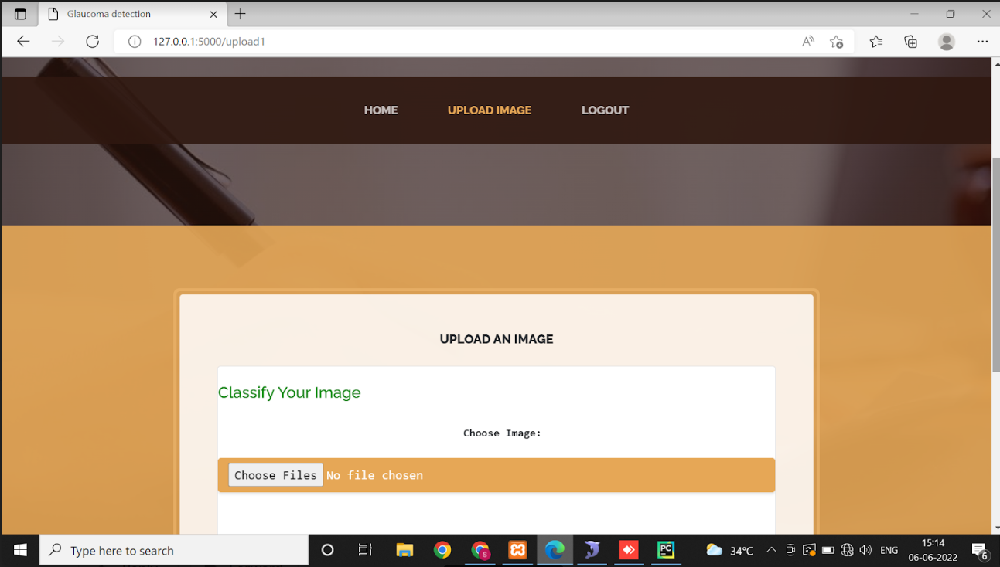 Glaucoma detection
127.0.0.1:5000/upload1
HOME UPLOAD IMAGE LOGOUT
UPLOAD AN IMAGE
Classify Your Image
Choose Image:
Choose Files No file chosen
Type here to search
S
PC
34°C
ENG
15:14
06-06-2022
6